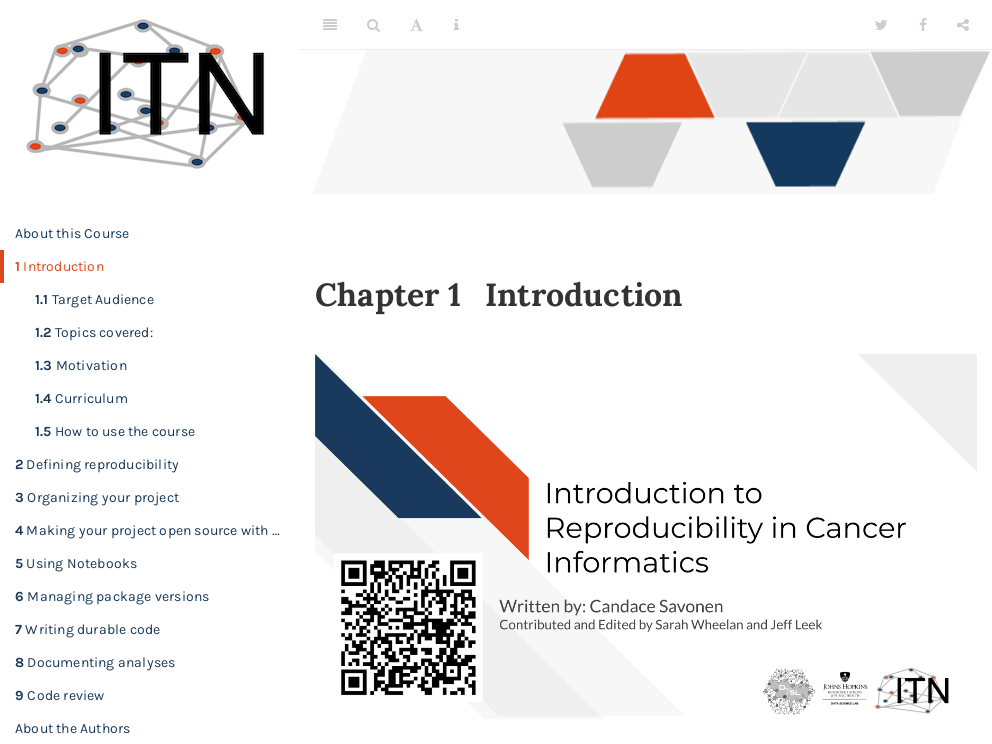 ITN
About this Course
1 Introduction
1.1 Target Audience
1.2 Topics covered:
1.3 Motivation
1.4 Curriculum
1.5 How to use the course
2 Defining reproducibility
3 Organizing your project
4 Making your project open source with ...
5 Using Notebooks
6 Managing package versions
7 Writing durable code
8 Documenting analyses
9 Code review
About the Authors
A
Chapter 1 Introduction
Introduction to
Reproducibility in Cancer
Informatics
Written by: Candace Savonen
Contributed and Edited by Sarah Wheelan and Jeff Leek
JOHNS HOPKINS
DATA SCIENCE LAB
ITN